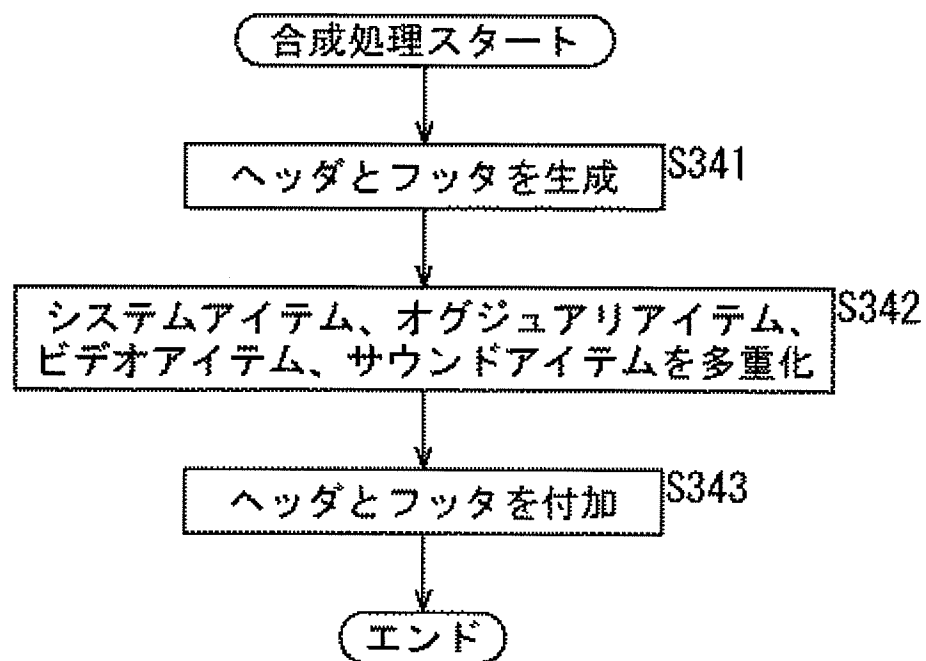 合成処理スタート
ヘッダとフッタを生成
S341
システムアイテム、オグジュアリアイテム、
ビデオアイテム、サウンドアイテムを多重化
S342
ヘッダとフッタを付加
S343
エンド